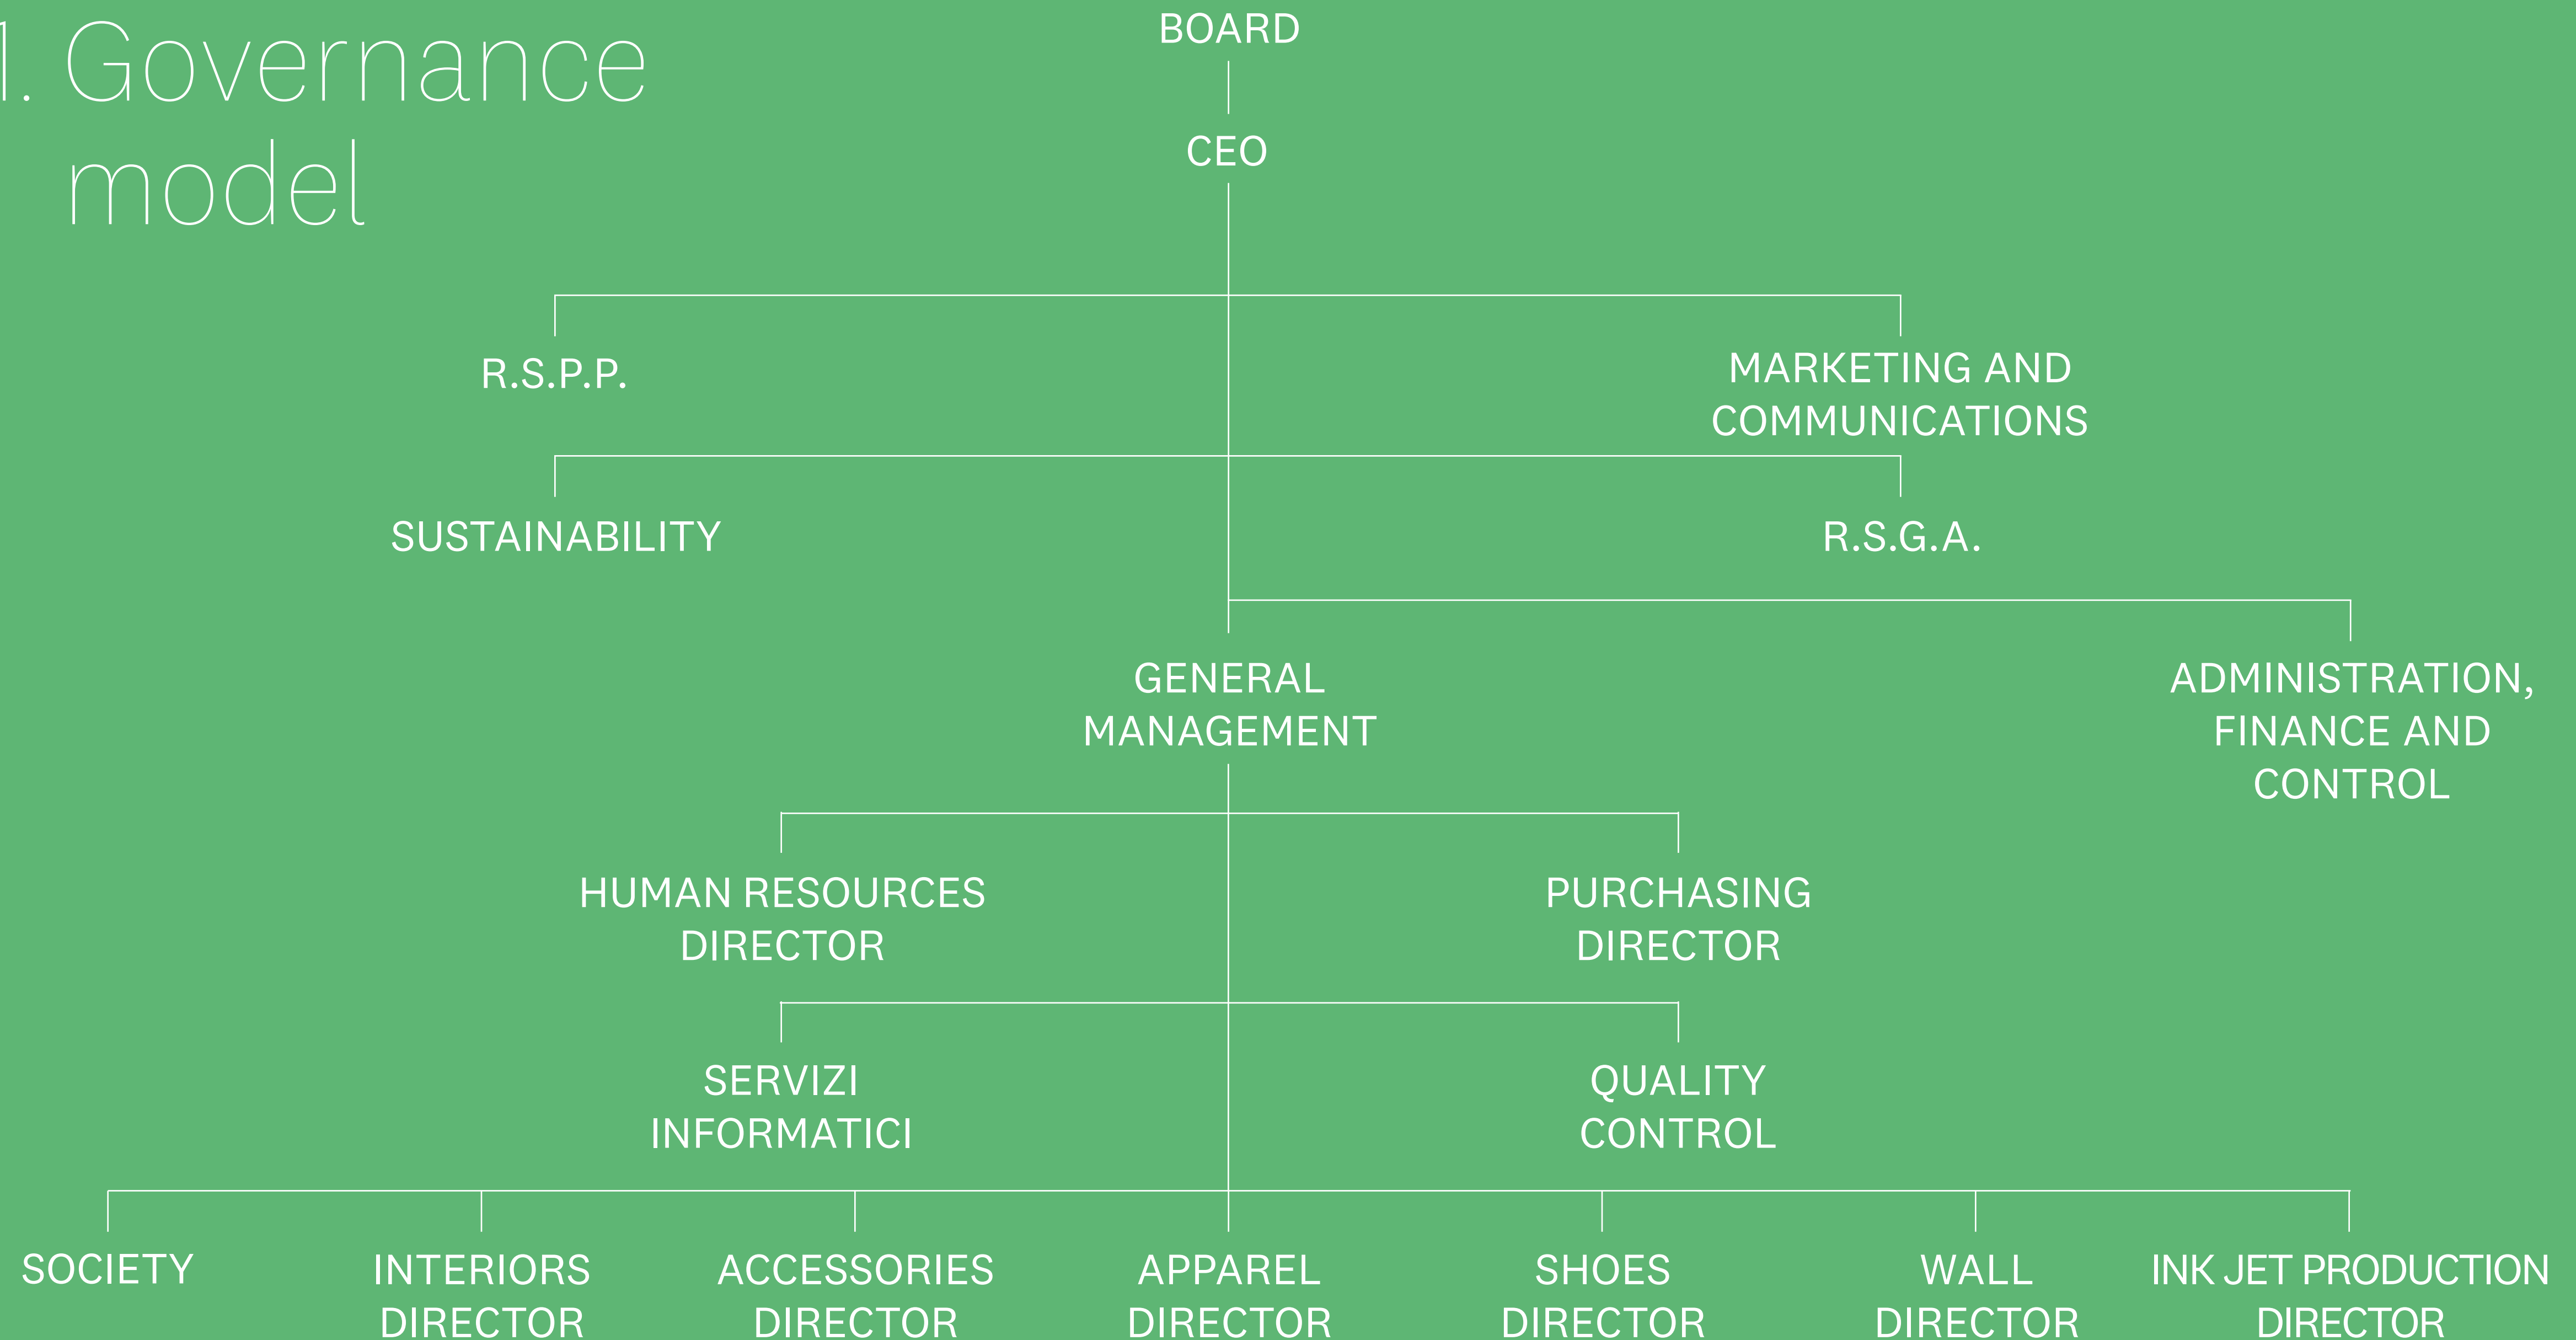 1. Governance
model
BOARD
CEO
R.S.P.P.
MARKETING AND
COMMUNICATIONS
SUSTAINABILITY
R.S.G.A.
GENERAL
MANAGEMENT
ADMINISTRATION,
FINANCE AND
CONTROL
HUMAN RESOURCES
DIRECTOR
PURCHASING
DIRECTOR
SERVIZI
INFORMATICI
QUALITY
CONTROL
SOCIETY
INTERIORS
DIRECTOR
ACCESSORIES
DIRECTOR
APPAREL
DIRECTOR
SHOES
DIRECTOR
WALL
DIRECTOR
INK JET PRODUCTION
DIRECTOR